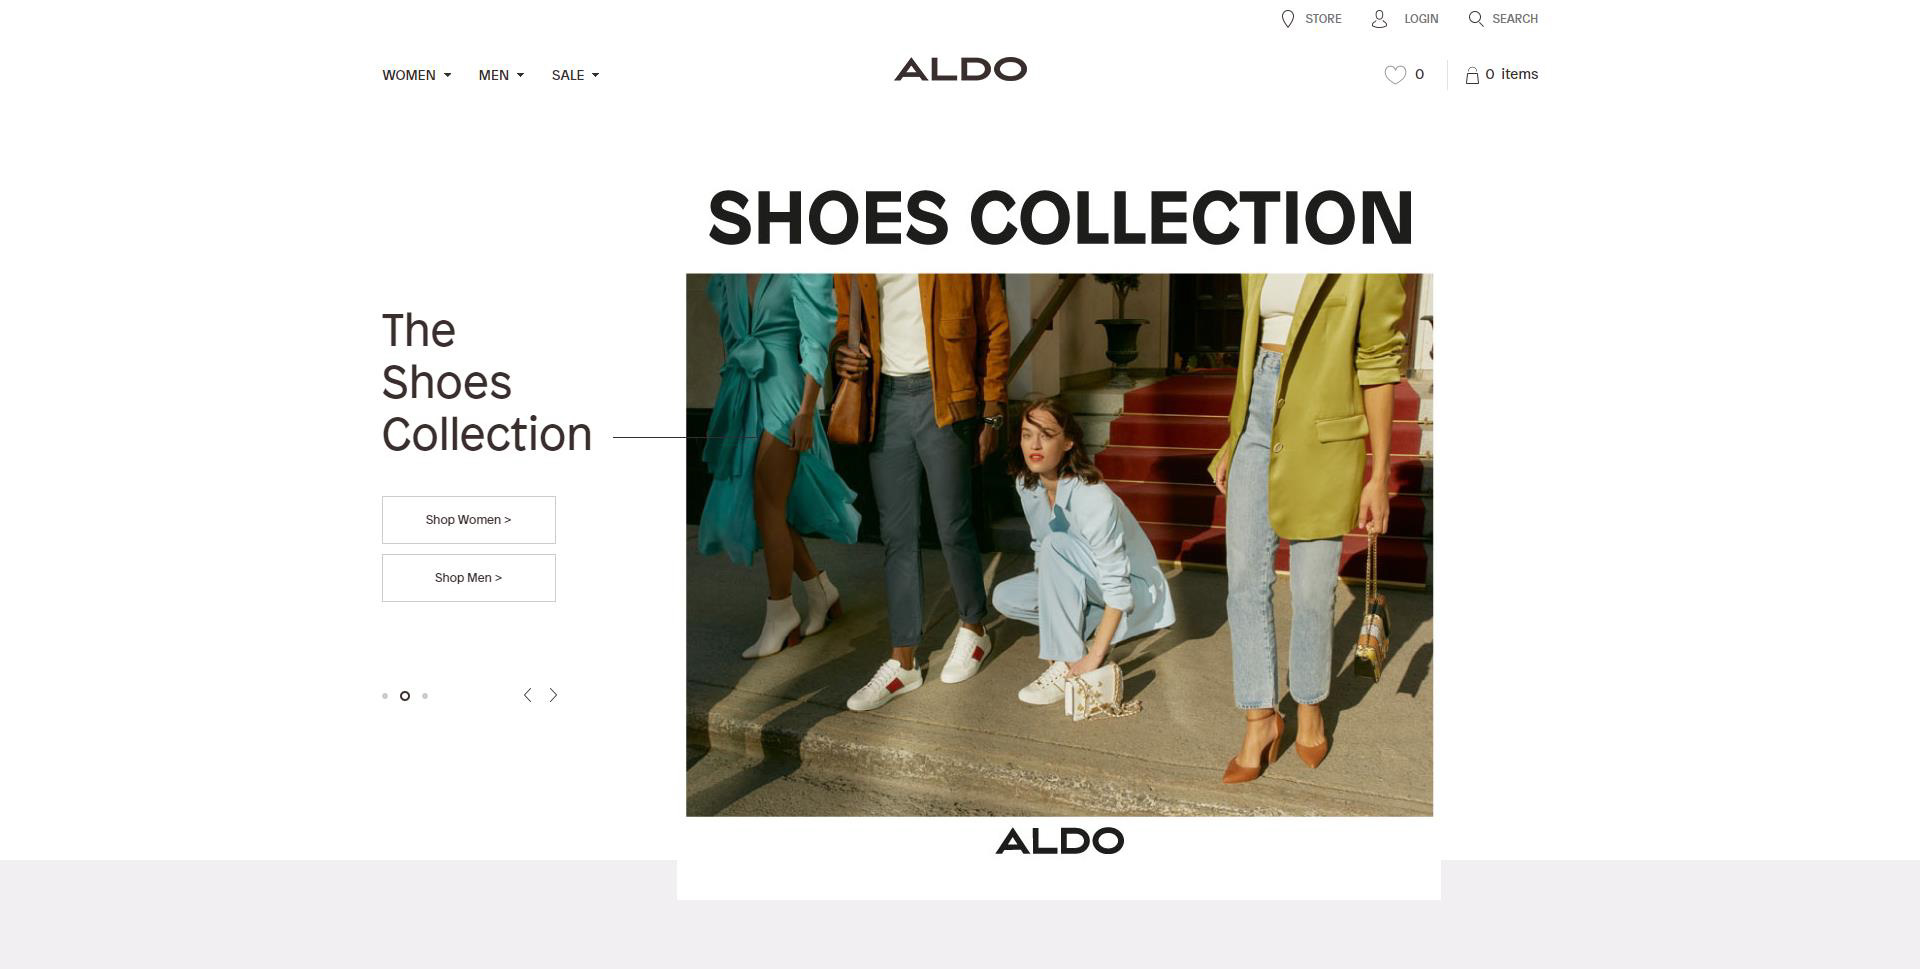 STORE LOGIN SEARCH
WOMEN MEN SALE ALDO 0 0 items
SHOES COLLECTION
The
Shoes
Collection
Shop Women >
Shop Men >
ALDO